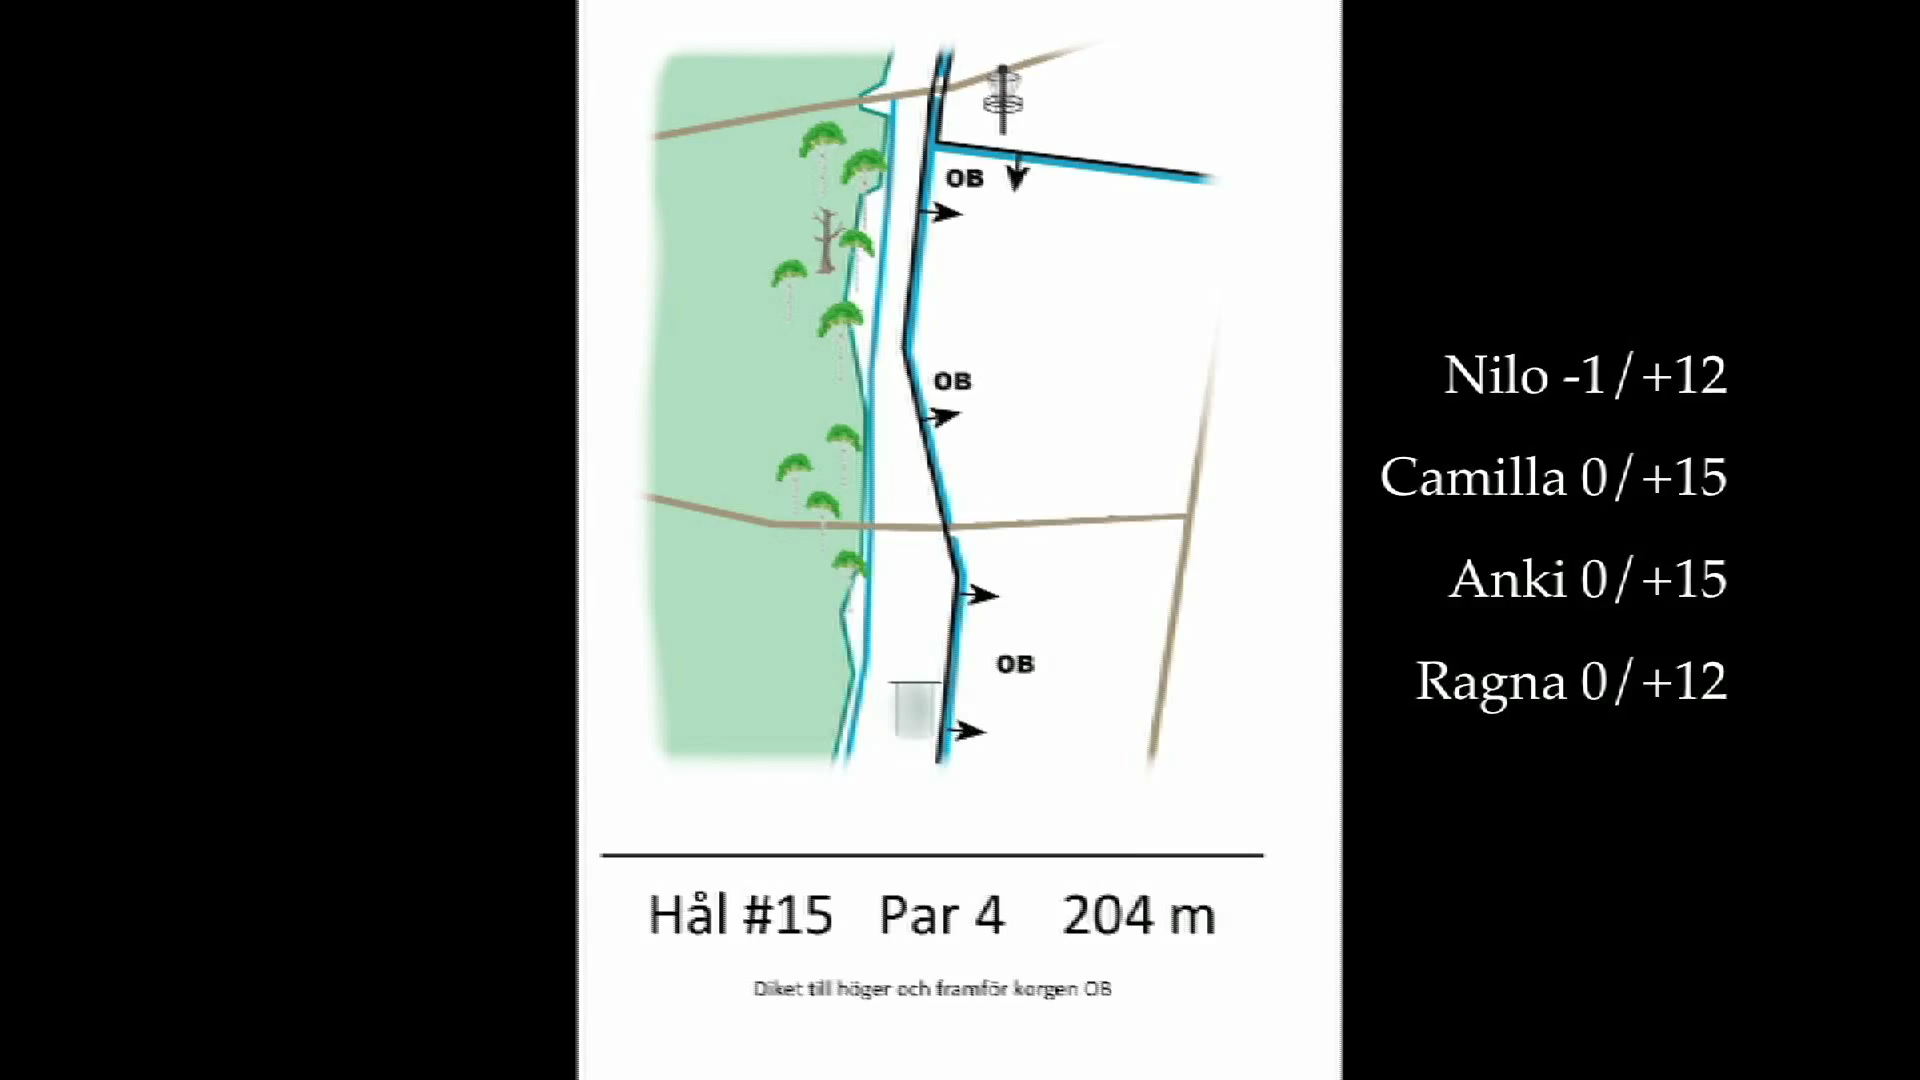 OB
OB
OB
Nilo -1/+12
Camilla 0/+15
Anki 0/+15
Ragna 0/+12
Hål #15 Par 4 204 m
Diket till höger och framför korgen OB